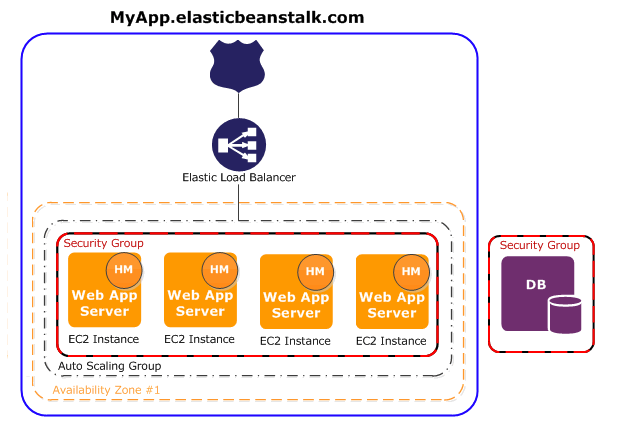 MyApp.elasticbeanstalk.com
Elastic Load Balancer
Security Group
HM
HM
HM
HM
Web App
Server
Web App
Server
Web App
Server
Web App
Server
EC2 Instance
EC2 Instance
EC2 Instance
EC2 Instance
Auto Scaling Group
Availability Zone #1
Security Group
DB